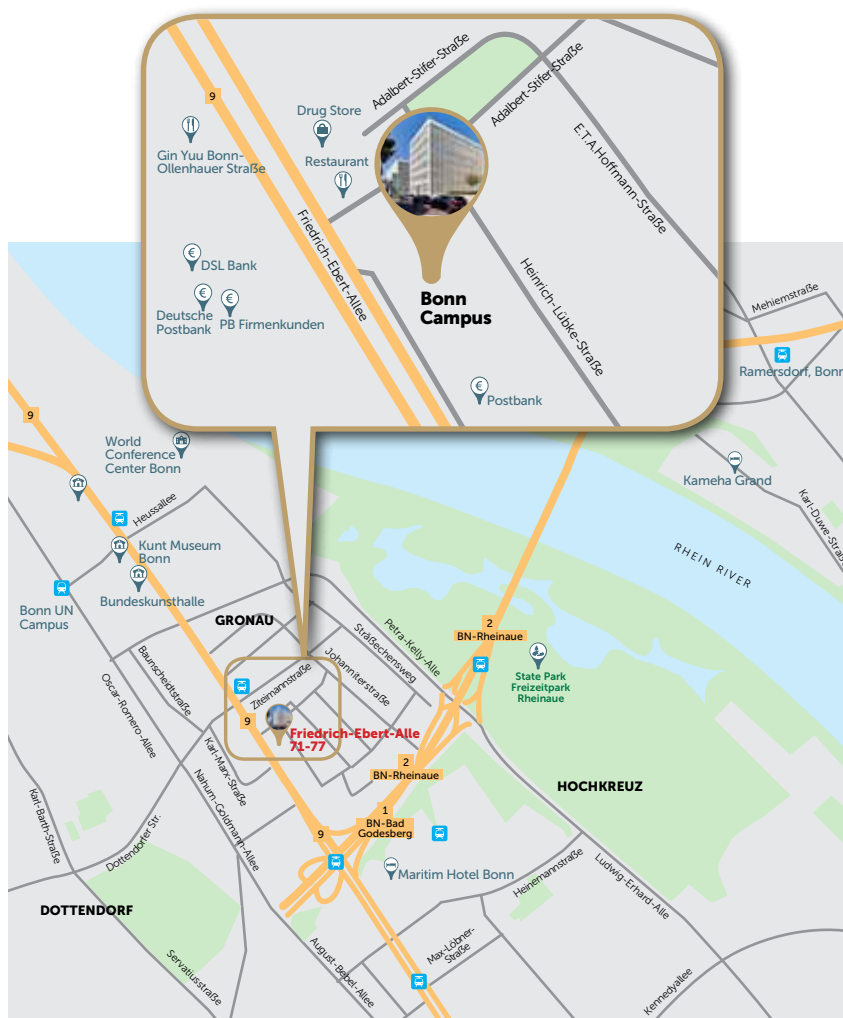 Adalbert-Stifer-Straße
Adalbert-Stifer-Straße
9
Drug Store
Gin Yuu Bonn-
Ollenhauer Straße
Restaurant
E.T.A.Hoffmann-Straße
Friedrich-Ebert-Allee
DSL Bank
Heinrich-Lübke-Straße
Deutsche
Postbank
PB Firmenkunden
Bonn
Campus
Postbank
Mehiemstraße
Ramersdorf, Bonn
9
World
Conference
Center Bonn
Kameha Grand
Karl-Duwe-Straße
Heussallee
Kunt Museum
Bonn
RHEIN RIVER
Bundeskunsthalle
Bonn UN
Campus
GRONAU
2
BN-Rheinaue
Petra-Kelly-Alle
Sträßechensweg
Johanniterstraße
Baunscheidtstraße
State Park
Freizeitpark
Rheinaue
Oscar-Romero-Allee
Ziteimannstraße
9
Friedrich-Ebert-Alle
71-77
Karl-Marx-Straße
2
BN-Rheinaue
HOCHKREUZ
Nahum-Goldmann-Allee
Karl-Barth-Straße
1
BN-Bad
Godesberg
9
Dottendorfer Str.
Maritim Hotel Bonn
Heinemannstraße
Ludwig-Erhard-Alle
DOTTENDORF
Max-Löbner-
Straße
August-Bebel-Allee
Servatiusstraße
Kennedyallee